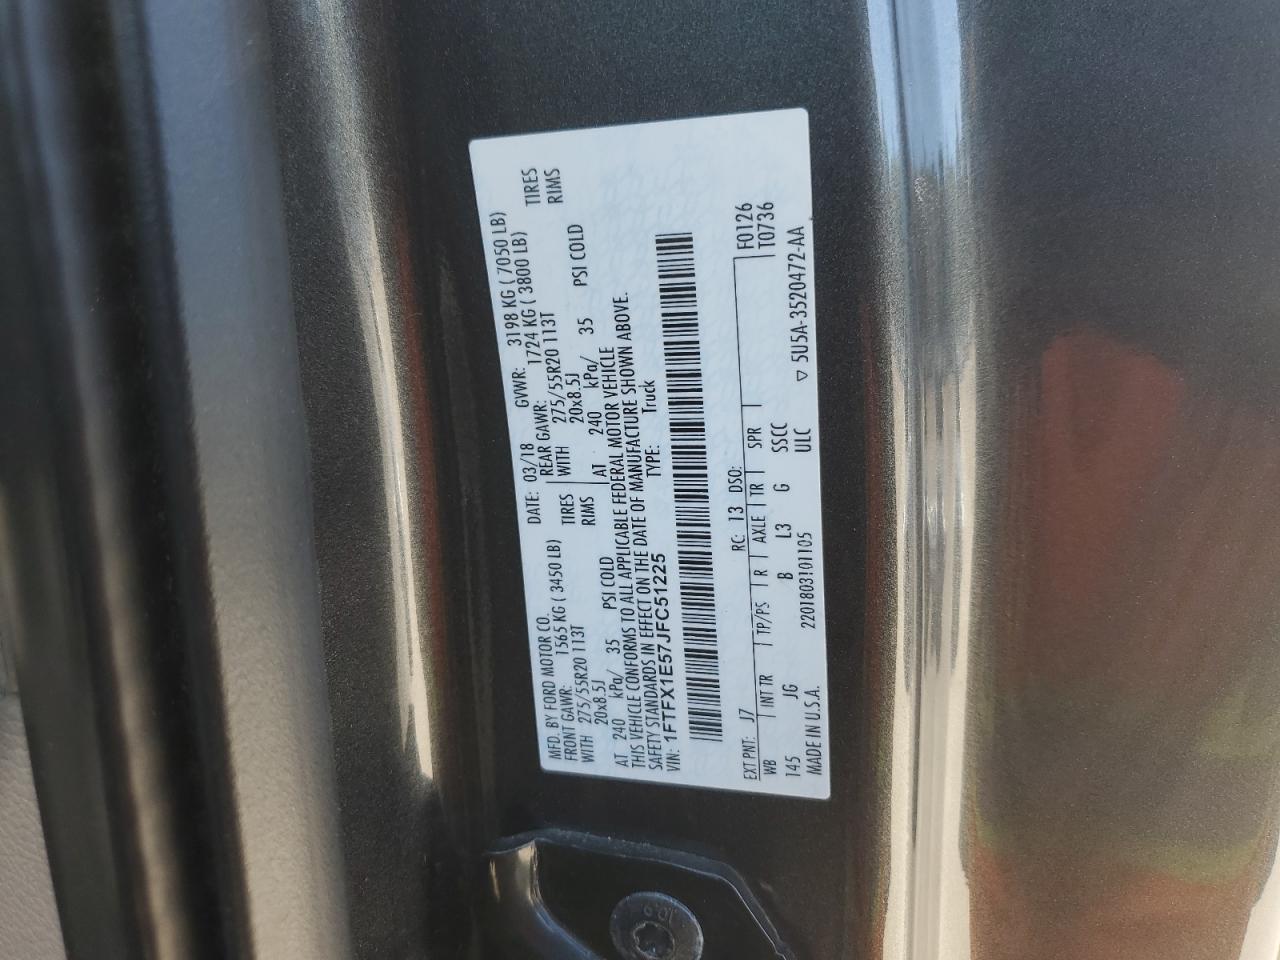 MFD. BY FORD MOTOR CO.
DATE: 03/18 GVWR: 3198 KG ( 7050 LB)
FRONT GAWR: 1565 KG ( 3450 LB)
REAR GAWR: 1724 KG ( 3800 LB)
WITH 275/55R20 113T TIRES
WITH 275/55R20 113T TIRES
20x8.5J RIMS
20x8.5J RIMS
AT 240 kPa/ 35 PSI COLD
AT 240 kPa/ 35 PSI COLD
THIS VEHICLE CONFORMS TO ALL APPLICABLE FEDERAL MOTOR VEHICLE
SAFETY STANDARDS IN EFFECT ON THE DATE OF MANUFACTURE SHOWN ABOVE.
VIN: 1FTFX1E57JFC51225 TYPE: Truck
EXT PNT: J7 RC: 13 DSO: F0126
WB INT TR TP/PS R AXLE TR SPR T0736
145 JG B L3 G SSCC
MADE IN U.S.A. 2201803101105 ULC ▽ 5U5A-3520472-AA
10.9